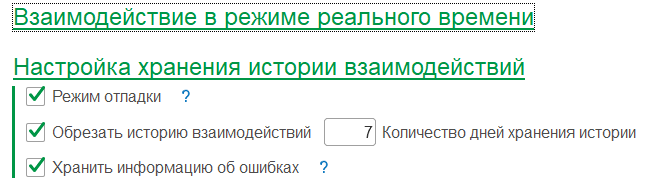 Взаимодействие в режиме реального времени
Настройка хранения истории взаимодействий
Режим отладки ?
Обрезать историю взаимодействий 7 Количество дней хранения истории
Хранить информацию об ошибках ?